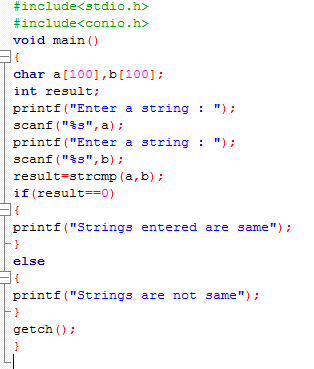 #include<stdio.h>
#include<conio.h>
void main()
{
char a[100],b[100];
int result;
printf("Enter a string : ");
scanf("%s",a);
printf("Enter a string : ");
scanf("%s",b);
result=strcmp(a,b);
if(result==0)
{
printf("Strings entered are same");
}
else
{
printf("Strings are not same");
}
getch();
}